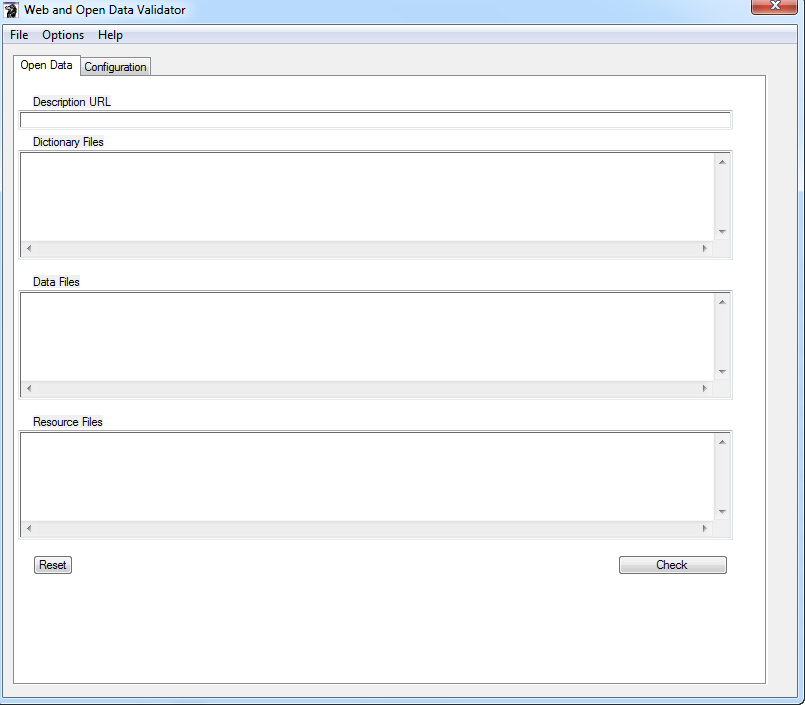 Web and Open Data Validator
File Options Help
Open Data Configuration
Description URL
Dictionary Files
Data Files
Resource Files
Reset Check